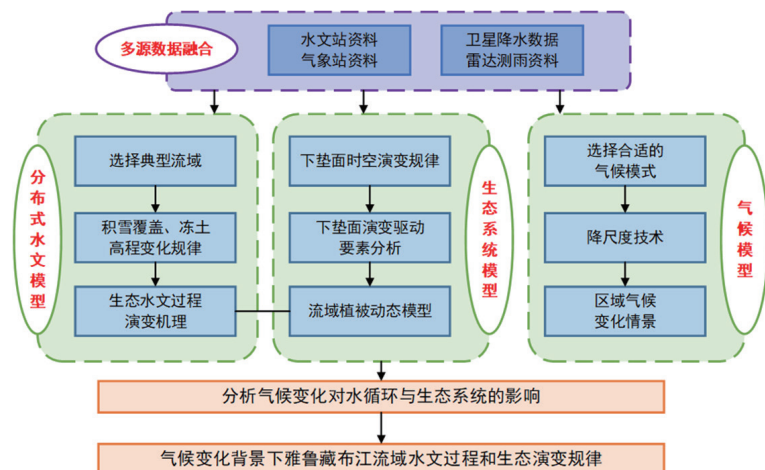 多源数据融合
水文站资料
气象站资料
卫星降水数据
雷达测雨资料
分布式水文模型
选择典型流域
积雪覆盖、冻土
高程变化规律
生态水文过程
演变机理
下垫面时空演变规律
下垫面演变驱动
要素分析
流域植被动态模型
生态系统模型
选择合适的
气候模式
降尺度技术
区域气候
变化情景
气候模型
分析气候变化对水循环与生态系统的影响
气候变化背景下雅鲁藏布江流域水文过程和生态演变规律